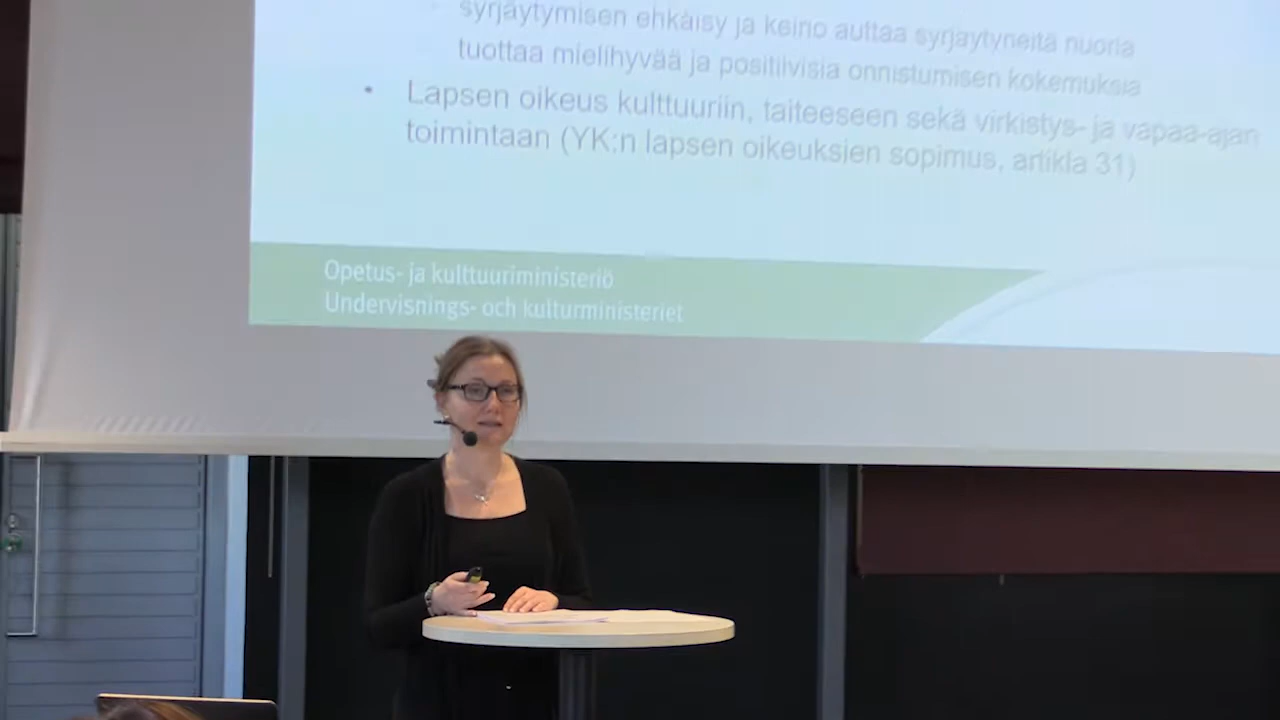 syrjäytymisen ehkäisy ja keino auttaa syrjäytyneitä nuoria
tuottaa mielihyvää ja positiivisia onnistumisen kokemuksia
• Lapsen oikeus kulttuuriin, taiteeseen sekä virkistys- ja vapaa-ajan
toimintaan (YK:n lapsen oikeuksien sopimus, artikla 31)
Opetus- ja kulttuuriministeriö
Undervisnings- och kulturministeriet